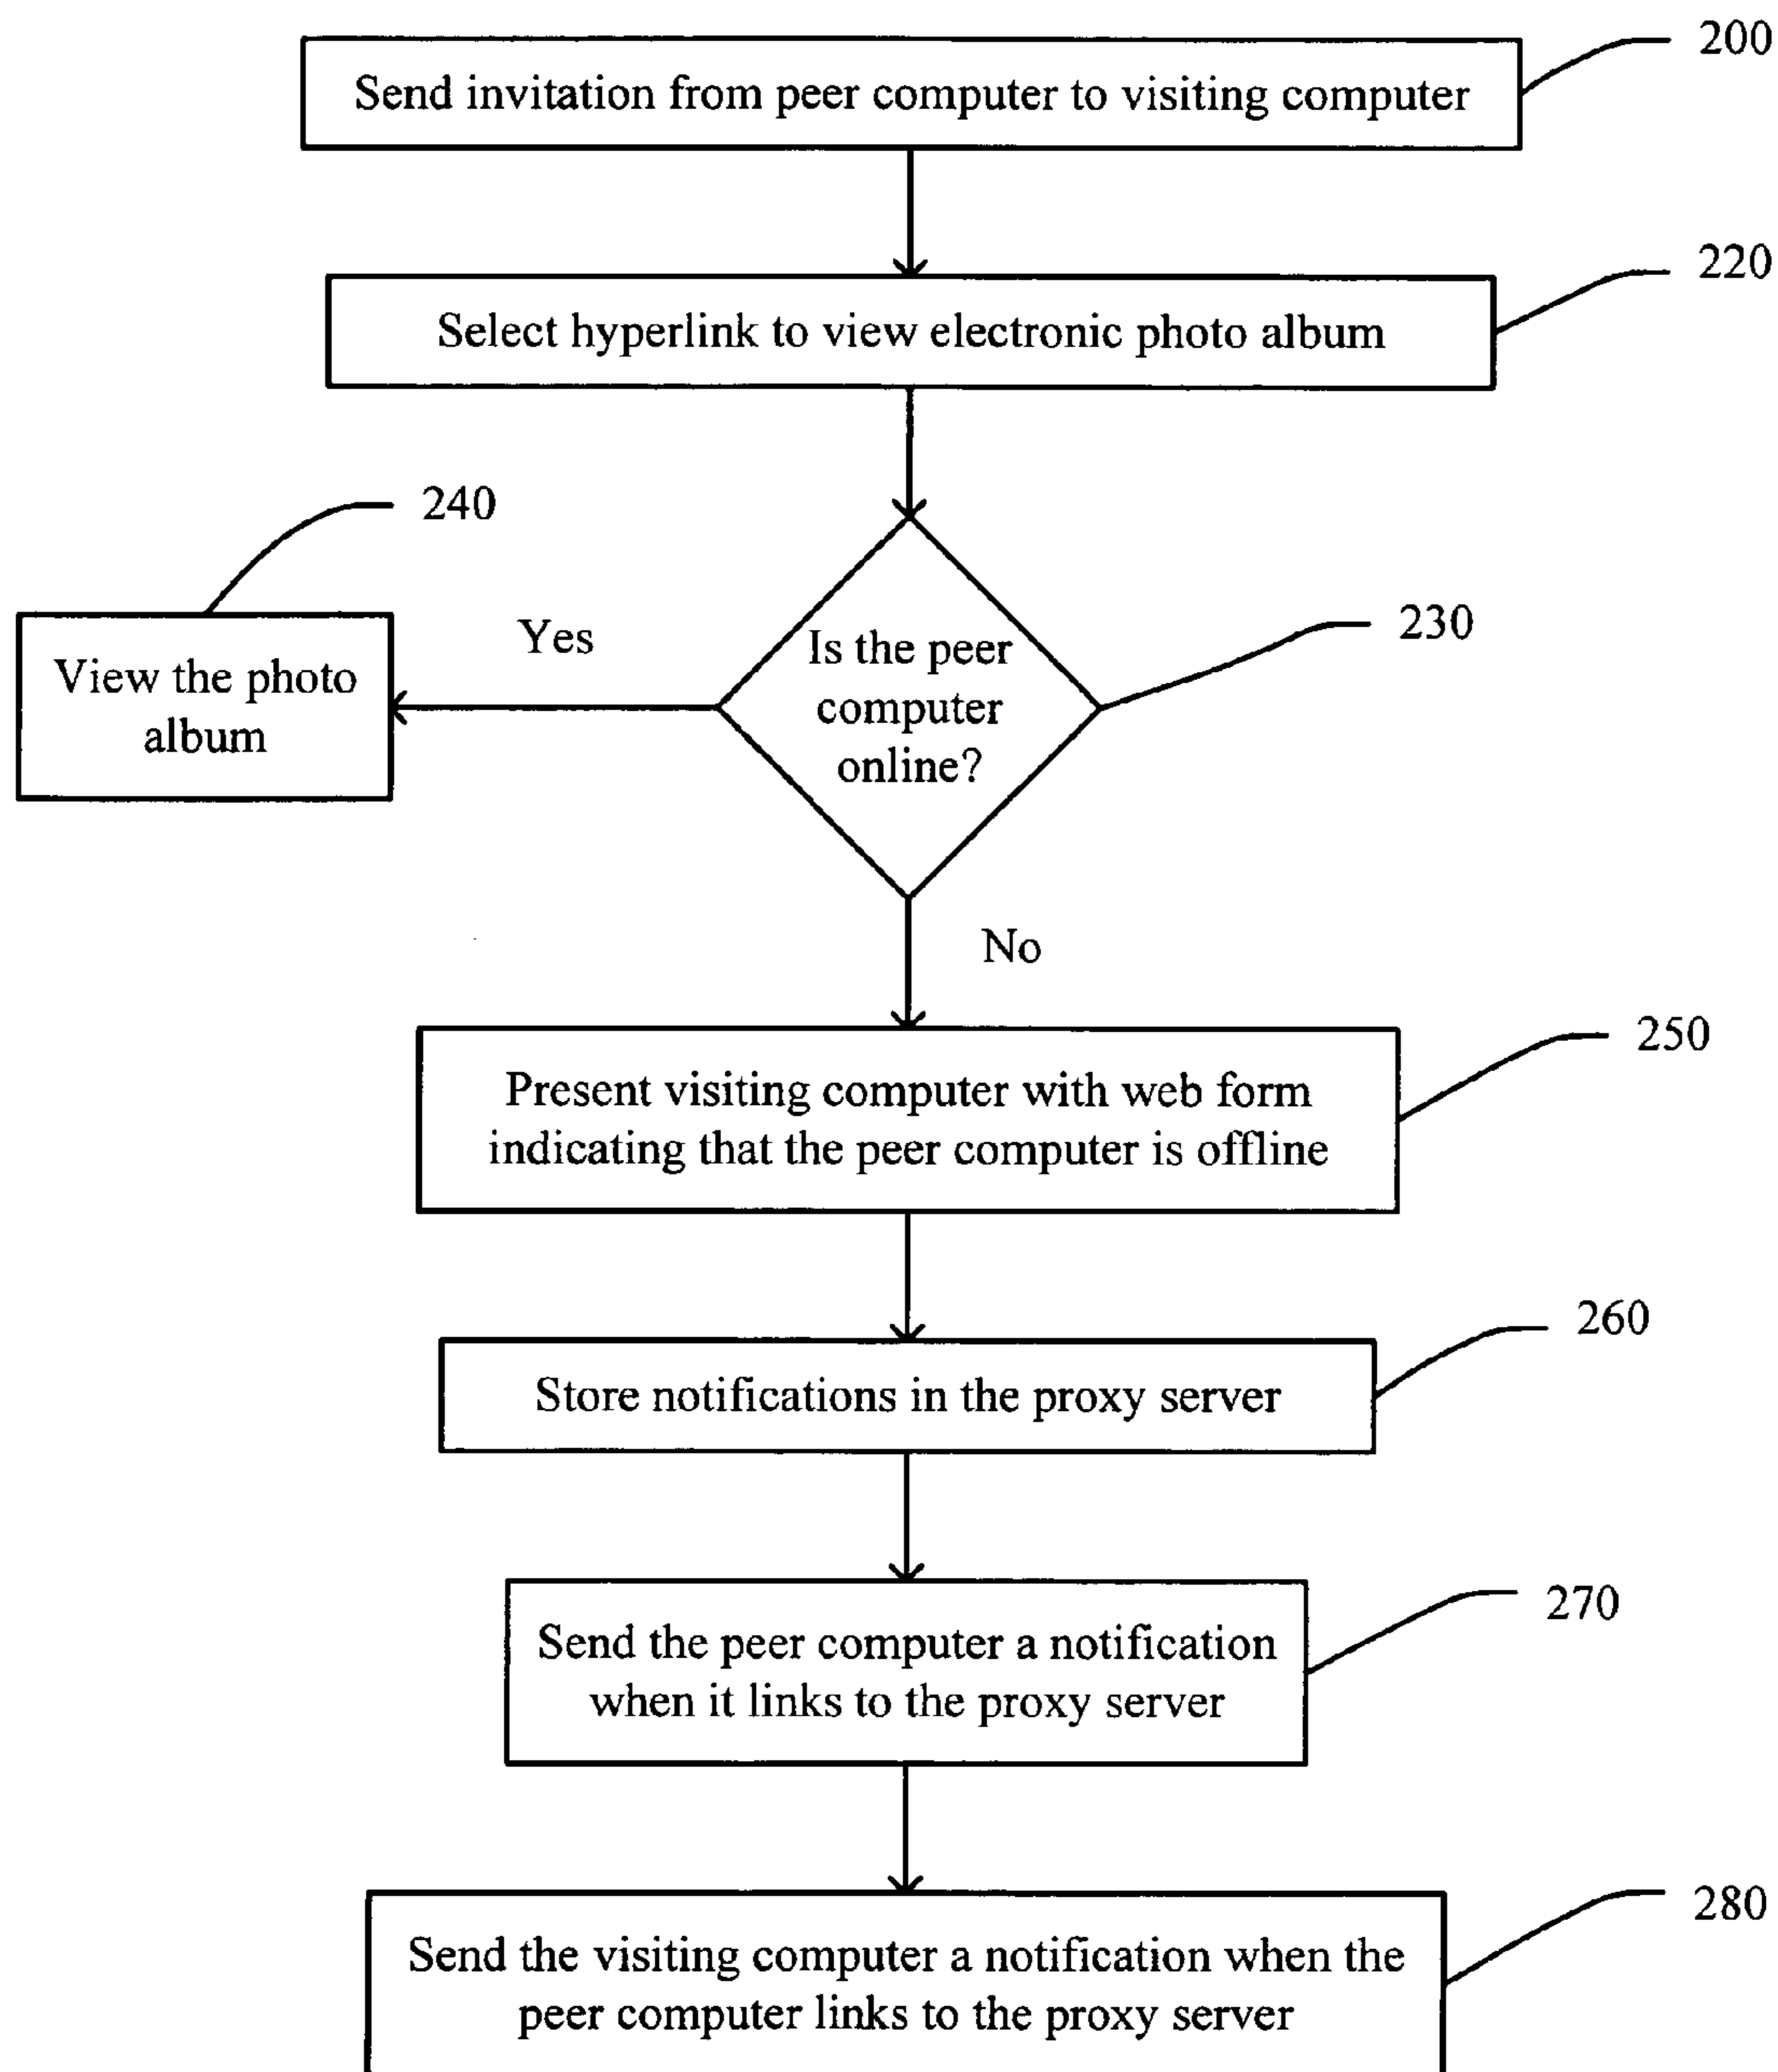 200
Send invitation from peer computer to visiting computer
220
Select hyperlink to view electronic photo album
240
230
Yes
View the photo
album
Is the peer
computer
online?
No
250
Present visiting computer with web form
indicating that the peer computer is offline
260
Store notifications in the proxy server
270
Send the peer computer a notification
when it links to the proxy server
280
Send the visiting computer a notification when the
peer computer links to the proxy server